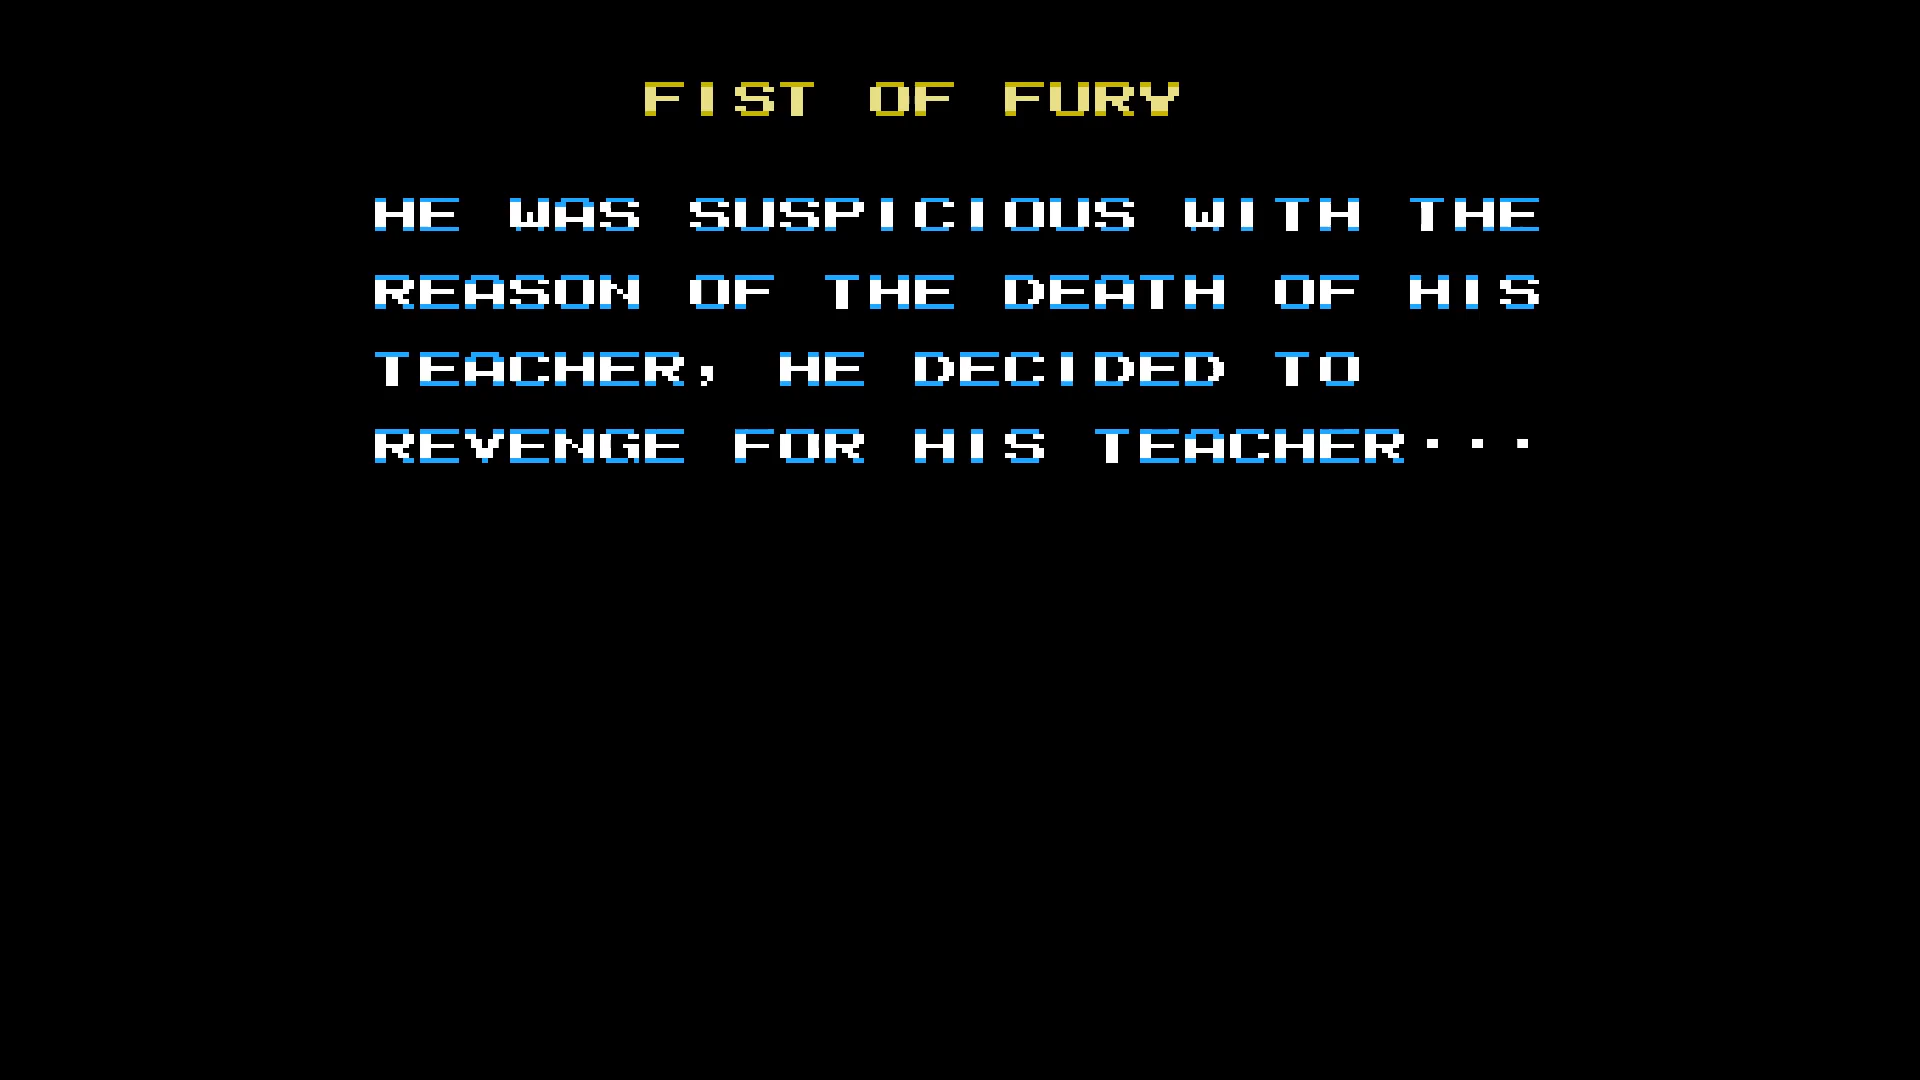 FIST OF FURY
HE WAS SUSPICIOUS WITH THE
REASON OF THE DEATH OF HIS
TEACHER, HE DECIDED TO
REVENGE FOR HIS TEACHER···